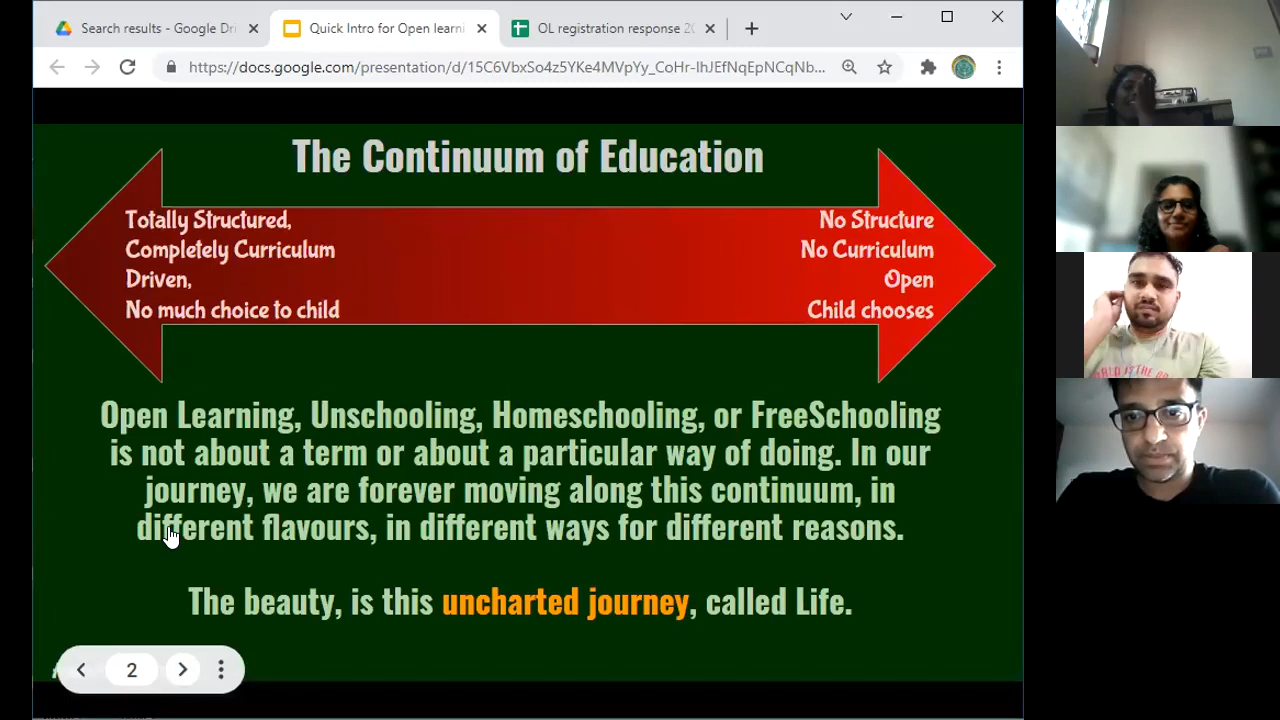 Search results - Google Dri
Quick Intro for Open learni
OL registration response 20
https://docs.google.com/presentation/d/15C6VbxSo4z5YKe4MVpYy_CoHr-IhJEfNqEpNCqNb...
The Continuum of Education
Totally Structured,
Completely Curriculum
Driven,
No much choice to child
No Structure
No Curriculum
Open
Child chooses
Open Learning, Unschooling, Homeschooling, or FreeSchooling
is not about a term or about a particular way of doing. In our
journey, we are forever moving along this continuum, in
different flavours, in different ways for different reasons.
The beauty, is this uncharted journey, called Life.
2